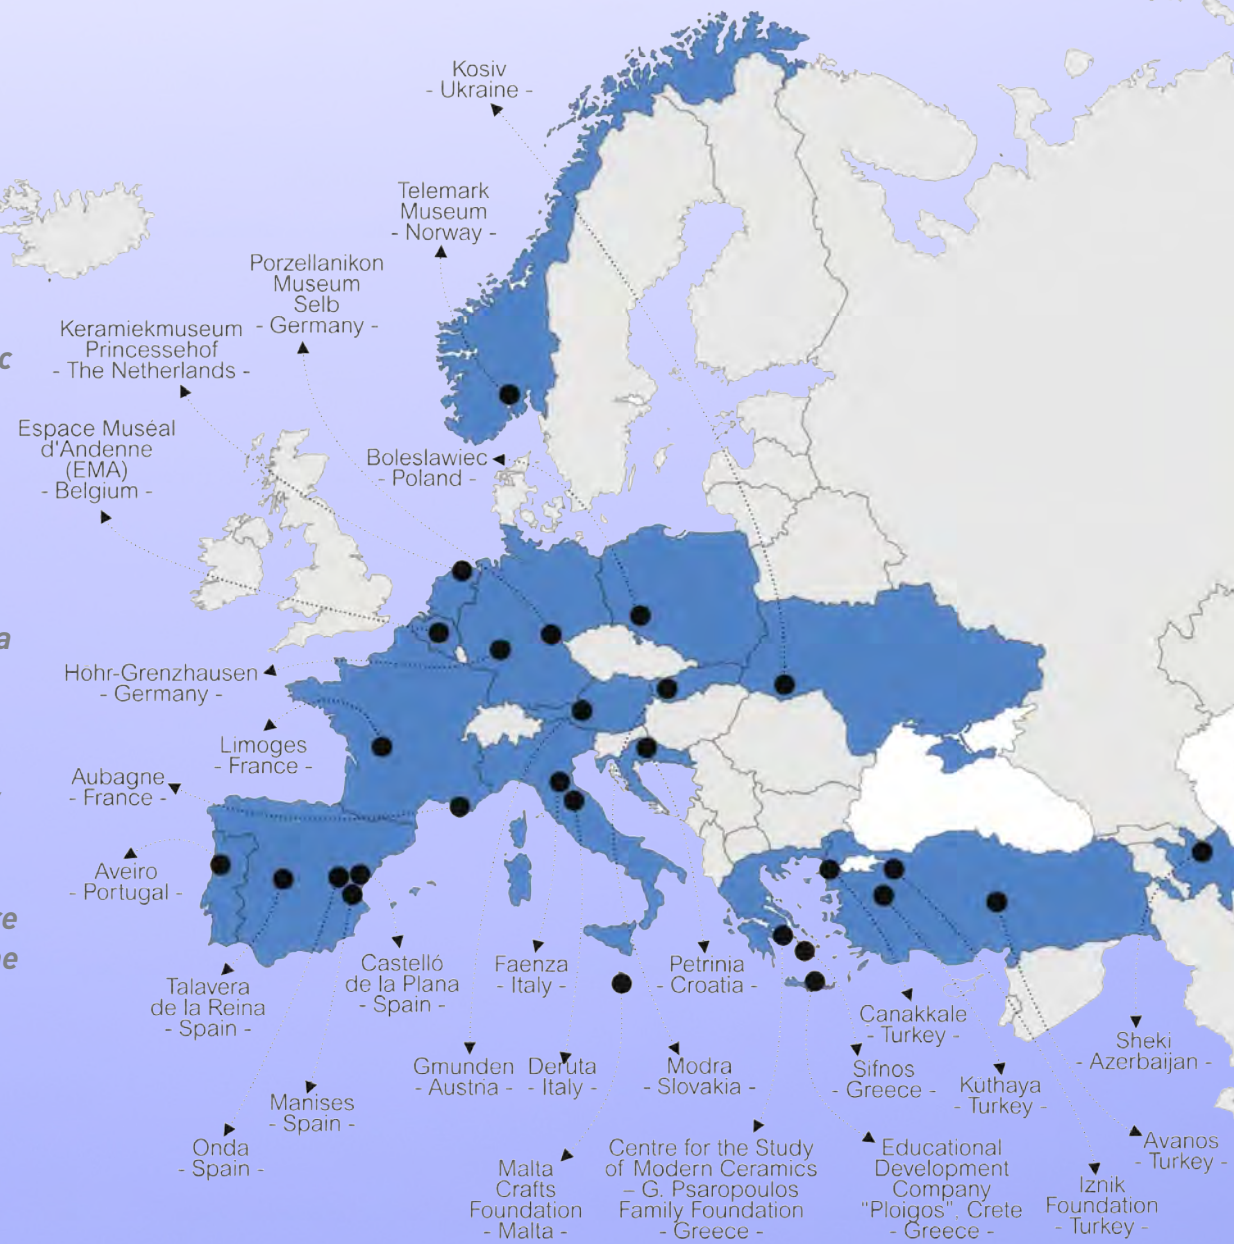 Kosiv
- Ukraine -
Telemark
Museum
- Norway -
Porzellanikon
Museum
Selb
- Germany -
Keramiekmuseum
Princessehof
- The Netherlands -
c
Espace Muséal
d'Andenne
(EMA)
- Belgium -
Boleslawiec
- Poland -
a
Höhr-Grenzhausen
- Germany -
Limoges
- France -
Aubagne
- France -
Aveiro
- Portugal -
re
ne
Talavera
de la Reina
- Spain -
Castelló
de la Plana
- Spain -
Faenza
- Italy -
Petrinia
- Croatia -
Canakkale
- Turkey -
Sheki
- Azerbaijan -
Gmunden
- Austria -
Deruta
- Italy -
Modra
- Slovakia -
Sifnos
- Greece -
Kuthaya
- Turkey -
Manises
- Spain -
Onda
- Spain -
Malta
Crafts
Foundation
- Malta -
Centre for the Study
of Modern Ceramics
– G. Psaropoulos
Family Foundation
- Greece -
Educational
Development
Company
"Ploigos", Crete
- Greece -
Avanos
- Turkey -
Iznik
Foundation
- Turkey -